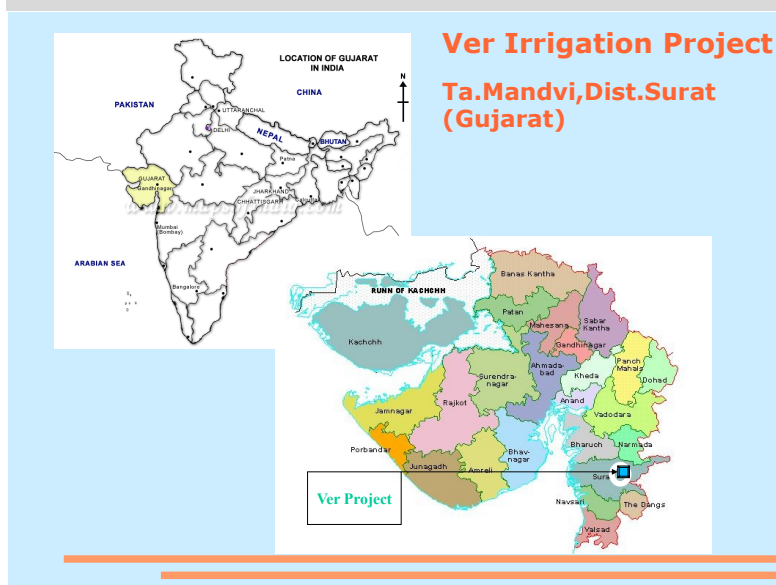 Ver Irrigation Project
Ta.Mandvi,Dist.Surat
(Gujarat)
LOCATION OF GUJARAT
IN INDIA
N
CHINA
PAKISTAN
UTTARANCHAL
DELHI
NEPAL
BHUTAN
Patna
GUJARAT
Gandhinagar
JHARKHAND
CHHATTISGARH
Mumbai
(Bombay)
ARABIAN SEA
Bangalore
Banas Kantha
RUNN OF KACHCHH
Patan
Mahesana
Sabar
Kantha
Gandhinagar
Kachchh
Panch
Mahals
Ahmada-
bad
Kheda
Dohad
Surendra-
nagar
Anand
Rajkot
Jamnagar
Vadodara
Porbandar
Bharuch
Narmada
Bhav-
nagar
Junagadh
Amreli
Sura
Ver Project
Navsari
The Dangs
Valsad